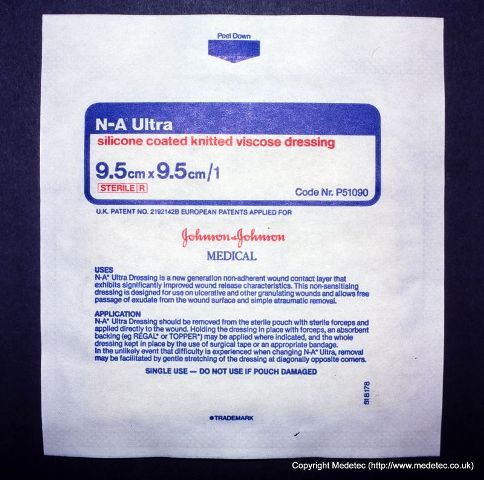 Peel Down
N-A* Ultra
silicone coated knitted viscose dressing
9.5cm x 9.5cm/1
STERILE R
Code Nr. P51090
U.K. PATENT NO. 2192142B EUROPEAN PATENTS APPLIED FOR
Johnson & Johnson
MEDICAL
USES
N-A* Ultra Dressing is a new generation non-adherent wound contact layer that
exhibits significantly improved wound release characteristics. This non-sensitising
dressing is designed for use on ulcerative and other granulating wounds and allows free
passage of exudate from the wound surface and simple atraumatic removal.
APPLICATION
N-A* Ultra Dressing should be removed from the sterile pouch with sterile forceps and
applied directly to the wound. Holding the dressing in place with forceps, an absorbent
backing (eg REGAL* or TOPPER*) may be applied where indicated, and the whole
dressing kept in place by the use of surgical tape or an appropriate bandage.
In the unlikely event that difficulty is experienced when changing N-A* Ultra, removal
may be facilitated by gentle stretching of the dressing at diagonally opposite corners.
SINGLE USE — DO NOT USE IF POUCH DAMAGED
518178
*TRADEMARK
Copyright Medetec (http://www.medetec.co.uk)